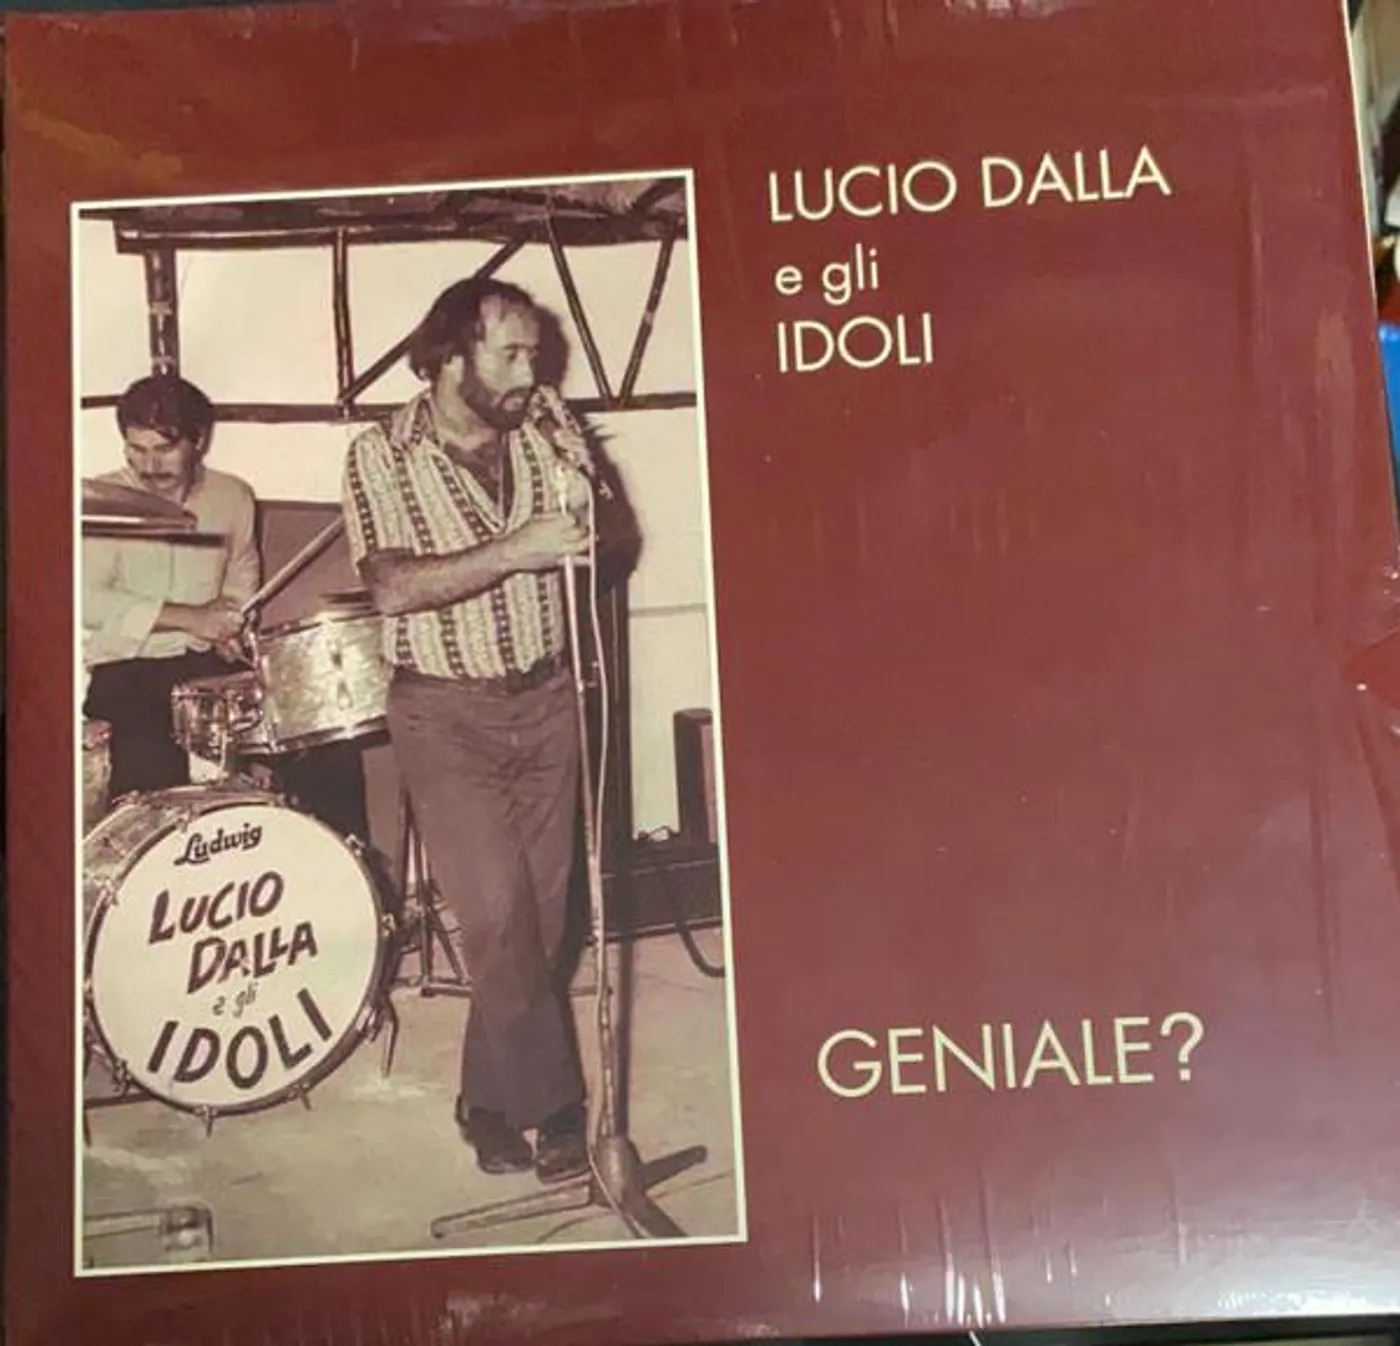 LUCIO DALLA
e gli
IDOLI
GENIALE?
Ludwig
LUCIO
DALLA
e gli
IDOLI